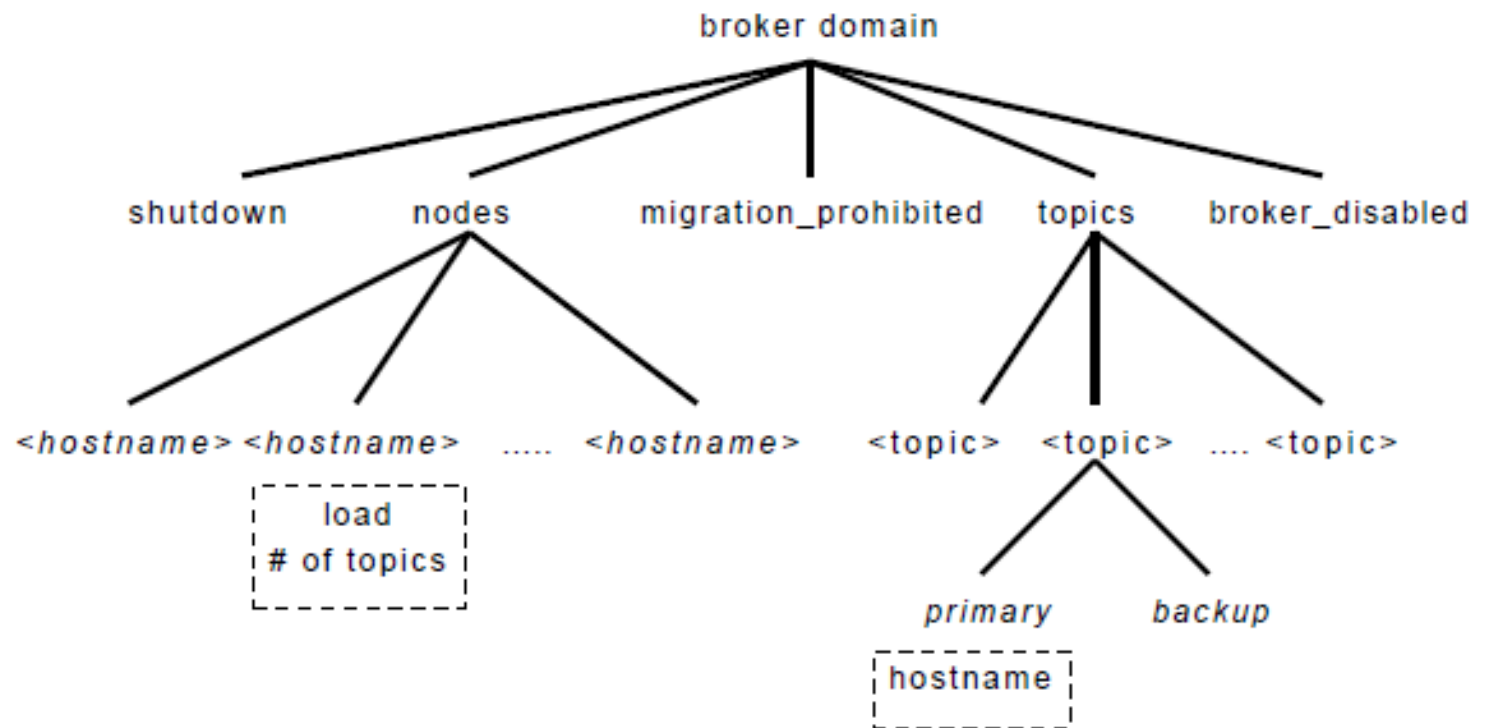 broker domain
shutdown nodes migration_prohibited topics broker_disabled
<hostname> <hostname> ..... <hostname> <topic> <topic> .... <topic>
load
# of topics
primary backup
hostname